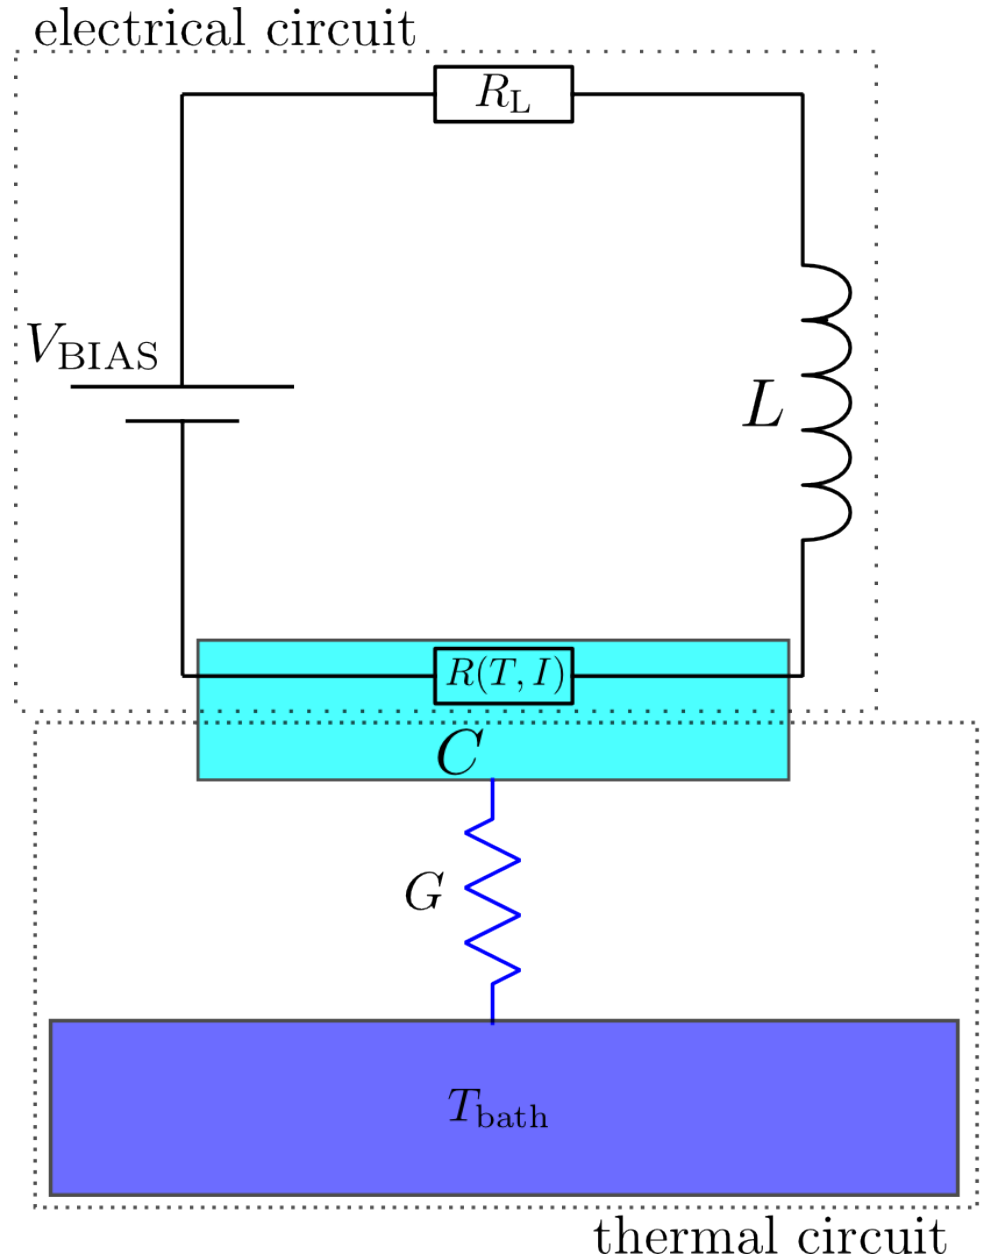 electrical circuit
R_L
V_BIAS
L
R(T, I)
C
G
T_bath
thermal circuit